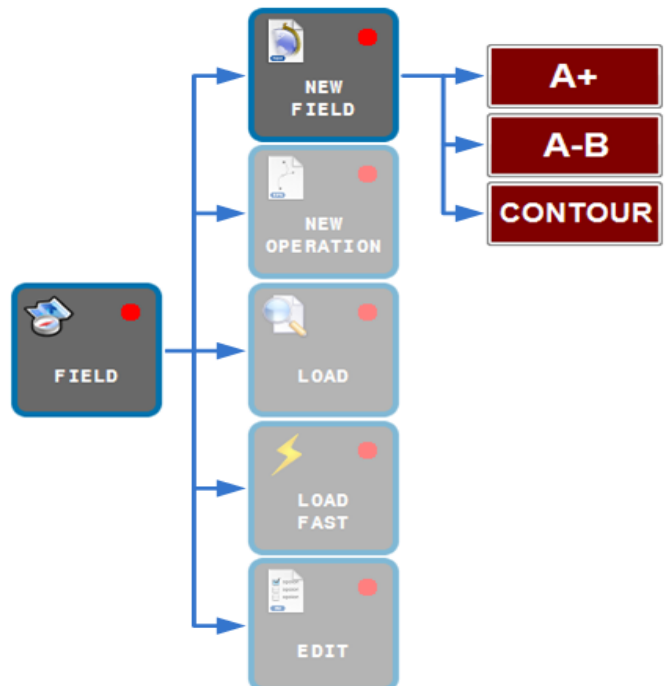 NEW
FIELD
A+
A-B
CONTOUR
NEW
OPERATION
FIELD
LOAD
LOAD
FAST
EDIT